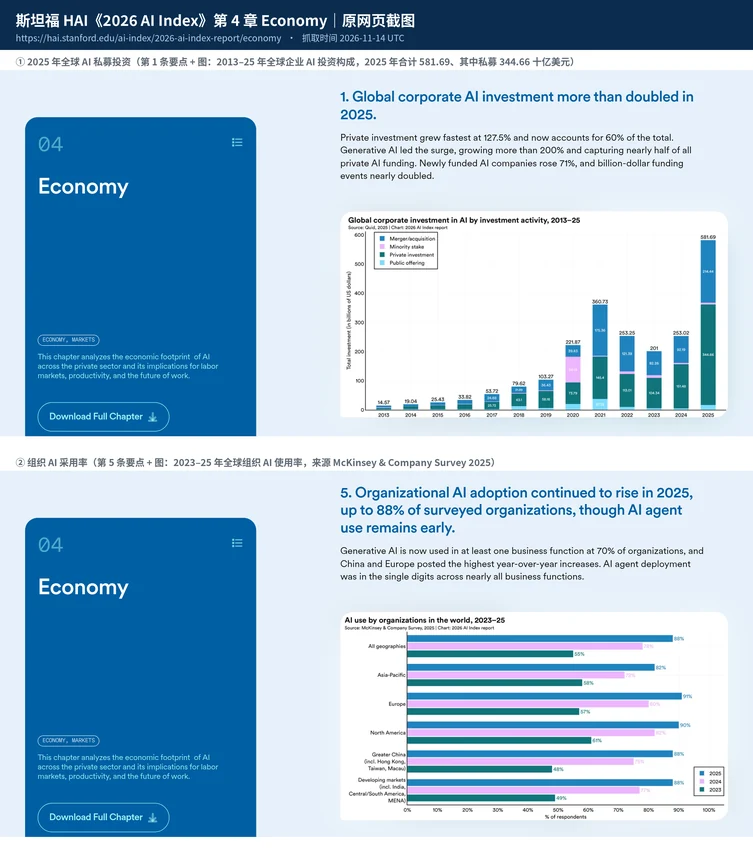 斯坦福 HAI《2026 AI Index》第 4 章 Economy｜原网页截图
https://hai.stanford.edu/ai-index/2026-ai-index-report/economy · 抓取时间 2026-11-14 UTC
① 2025 年全球 AI 私募投资（第 1 条要点 + 图：2013–25 年全球企业 AI 投资构成，2025 年合计 581.69、其中私募 344.66 十亿美元）
04
Economy
ECONOMY, MARKETS
This chapter analyzes the economic footprint of AI
across the private sector and its implications for labor
markets, productivity, and the future of work.
Download Full Chapter
1. Global corporate AI investment more than doubled in
2025.
Private investment grew fastest at 127.5% and now accounts for 60% of the total.
Generative AI led the surge, growing more than 200% and capturing nearly half of all
private AI funding. Newly funded AI companies rose 71%, and billion-dollar funding
events nearly doubled.
Global corporate investment in AI by investment activity, 2013–25
Source: Quid, 2025 | Chart: 2026 AI Index report
Merger/acquisition
Minority stake
Private investment
Public offering
Total investment (in billions of US dollars)
600
500
400
300
200
100
0
14.57
19.04
25.43
33.82
53.72
79.62
103.27
221.87
360.73
253.25
201
253.02
581.69
344.66
2013
2014
2015
2016
2017
2018
2019
2020
2021
2022
2023
2024
2025
② 组织 AI 采用率（第 5 条要点 + 图：2023–25 年全球组织 AI 使用率，来源 McKinsey & Company Survey 2025）
04
Economy
ECONOMY, MARKETS
This chapter analyzes the economic footprint of AI
across the private sector and its implications for labor
markets, productivity, and the future of work.
Download Full Chapter
5. Organizational AI adoption continued to rise in 2025,
up to 88% of surveyed organizations, though AI agent
use remains early.
Generative AI is now used in at least one business function at 70% of organizations, and
China and Europe posted the highest year-over-year increases. AI agent deployment
was in the single digits across nearly all business functions.
AI use by organizations in the world, 2023–25
Source: McKinsey & Company Survey, 2025 | Chart: 2026 AI Index report
All geographies
88%
78%
55%
Asia-Pacific
82%
72%
58%
Europe
91%
80%
57%
North America
90%
82%
61%
Greater China
(incl. Hong Kong,
Taiwan, Macau)
88%
75%
48%
Developing markets
(incl. India,
Central/South America,
MENA)
88%
77%
49%
2025
2024
2023
0%
10%
20%
30%
40%
50%
60%
70%
80%
90%
100%
% of respondents